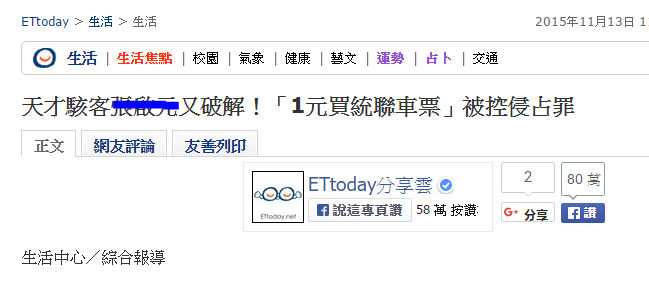 ETtoday > 生活 > 生活
2015年11月13日 1
生活 | 生活焦點 | 校園 | 氣象 | 健康 | 藝文 | 運勢 | 占卜 | 交通
天才駭客又破解！「1元買統聯車票」被控侵占罪
正文 網友評論 友善列印
ETtoday分享雲
ETtoday.net
說這專頁讚 58 萬 按讚
2
分享
80 萬
讚
生活中心／綜合報導